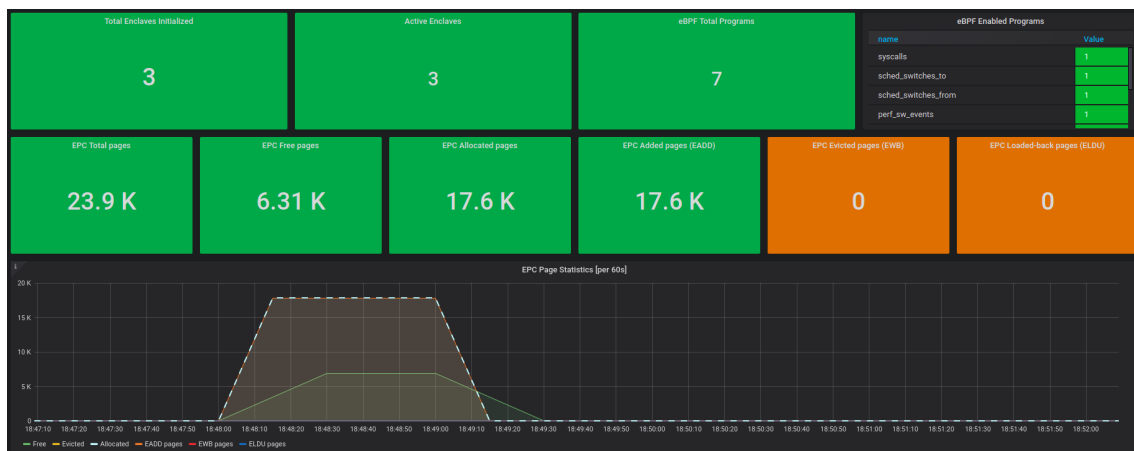 Total Enclaves Initialized
3
Active Enclaves
3
eBPF Total Programs
7
eBPF Enabled Programs
name Value
syscalls 1
sched_switches_to 1
sched_switches_from 1
perf_sw_events 1
EPC Total pages
23.9 K
EPC Free pages
6.31 K
EPC Allocated pages
17.6 K
EPC Added pages (EADD)
17.6 K
EPC Evicted pages (EWB)
0
EPC Loaded-back pages (ELDU)
0
i
EPC Page Statistics [per 60s]
20 K
15 K
10 K
5 K
0
18:47:10 18:47:20 18:47:30 18:47:40 18:47:50 18:48:00 18:48:10 18:48:20 18:48:30 18:48:40 18:48:50 18:49:00 18:49:10 18:49:20 18:49:30 18:49:40 18:49:50 18:50:00 18:50:10 18:50:20 18:50:30 18:50:40 18:50:50 18:51:00 18:51:10 18:51:20 18:51:30 18:51:40 18:51:50 18:52:00
Free Evicted Allocated EADD pages EWB pages ELDU pages